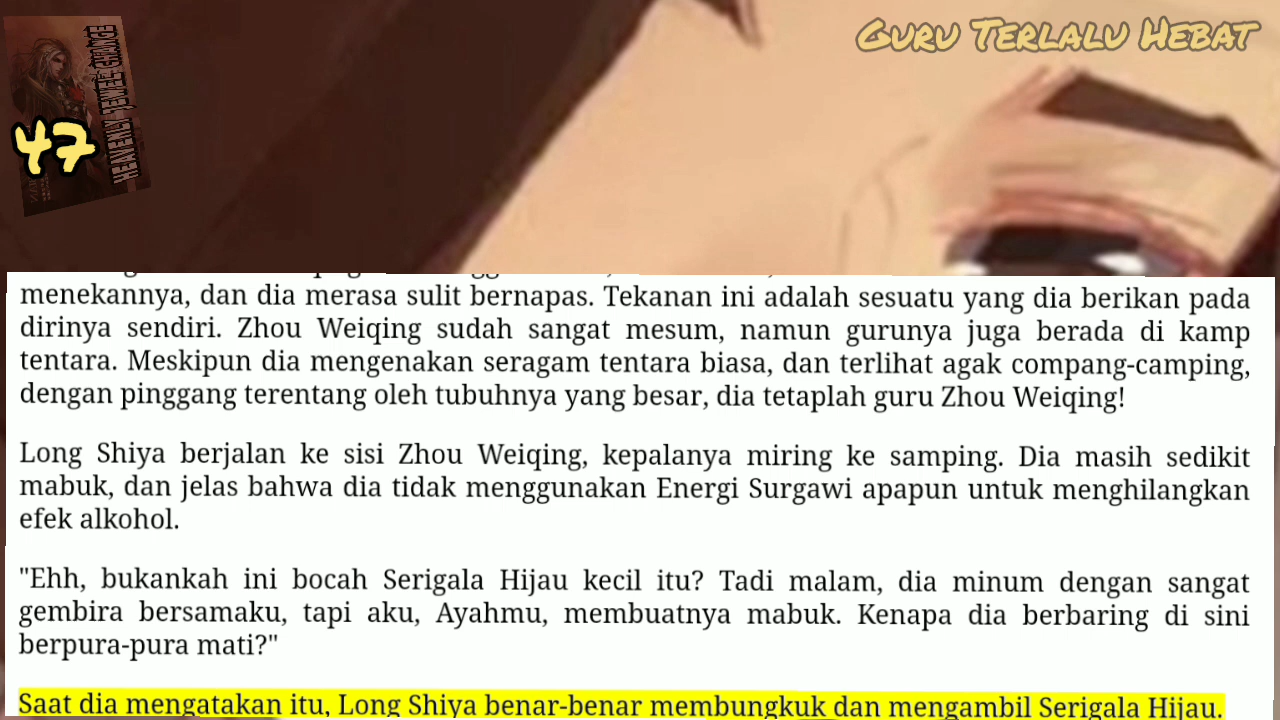 Guru Terlalu Hebat
HEAVENLY JEWEL CHANGE
47
menekannya, dan dia merasa sulit bernapas. Tekanan ini adalah sesuatu yang dia berikan pada
dirinya sendiri. Zhou Weiqing sudah sangat mesum, namun gurunya juga berada di kamp
tentara. Meskipun dia mengenakan seragam tentara biasa, dan terlihat agak compang-camping,
dengan pinggang terentang oleh tubuhnya yang besar, dia tetaplah guru Zhou Weiqing!
Long Shiya berjalan ke sisi Zhou Weiqing, kepalanya miring ke samping. Dia masih sedikit
mabuk, dan jelas bahwa dia tidak menggunakan Energi Surgawi apapun untuk menghilangkan
efek alkohol.
"Ehh, bukankah ini bocah Serigala Hijau kecil itu? Tadi malam, dia minum dengan sangat
gembira bersamaku, tapi aku, Ayahmu, membuatnya mabuk. Kenapa dia berbaring di sini
berpura-pura mati?"
Saat dia mengatakan itu, Long Shiya benar-benar membungkuk dan mengambil Serigala Hijau.